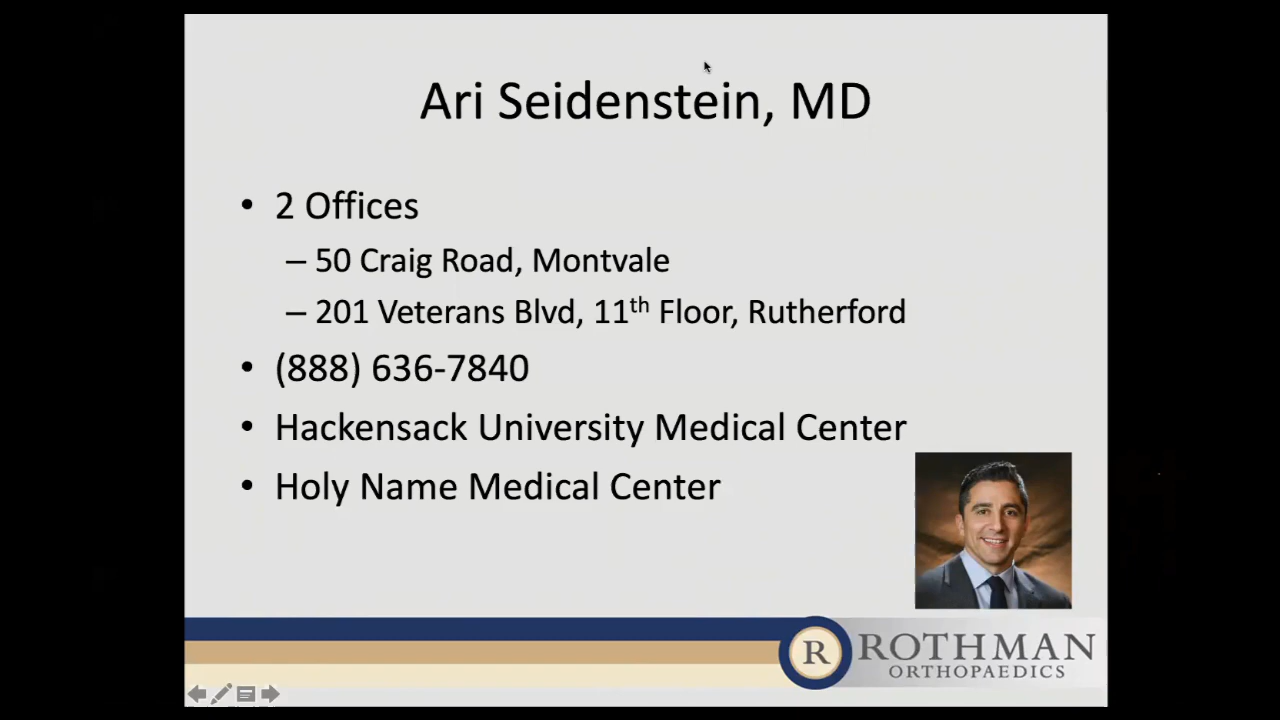 Ari Seidenstein, MD
• 2 Offices
– 50 Craig Road, Montvale
– 201 Veterans Blvd, 11th Floor, Rutherford
• (888) 636-7840
• Hackensack University Medical Center
• Holy Name Medical Center
R ROTHMAN
ORTHOPAEDICS